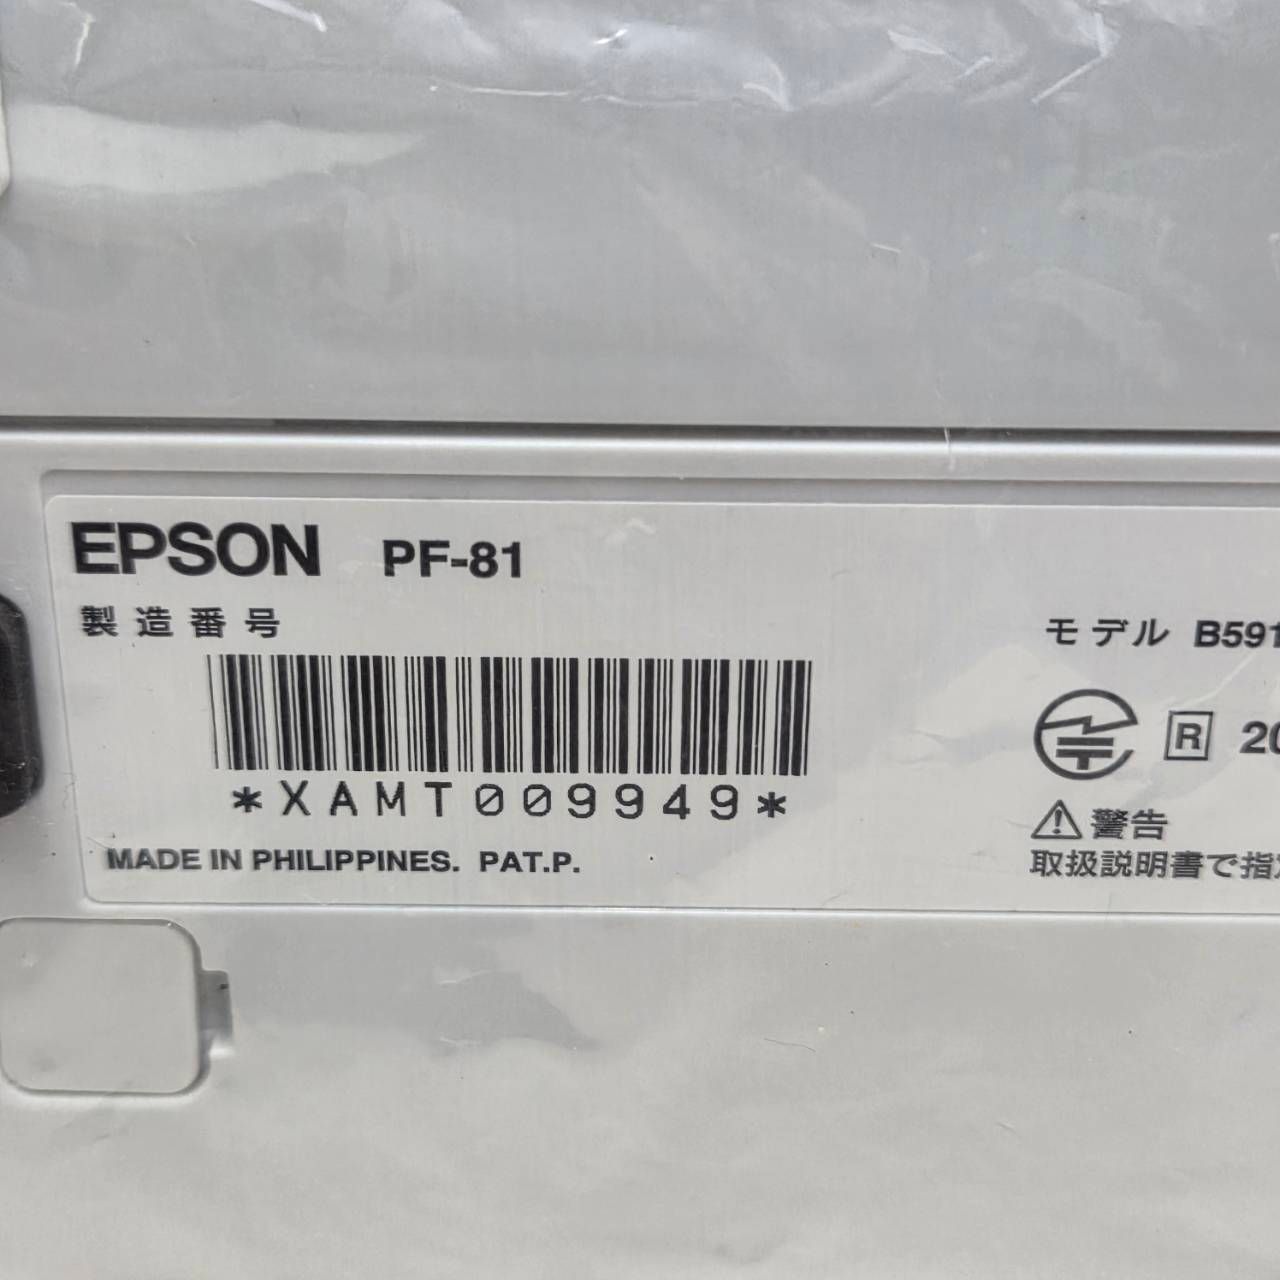 EPSON PF-81
製造番号
モデル B591
*XAMT009949*
R 20
警告
MADE IN PHILIPPINES. PAT.P.
取扱説明書で指定